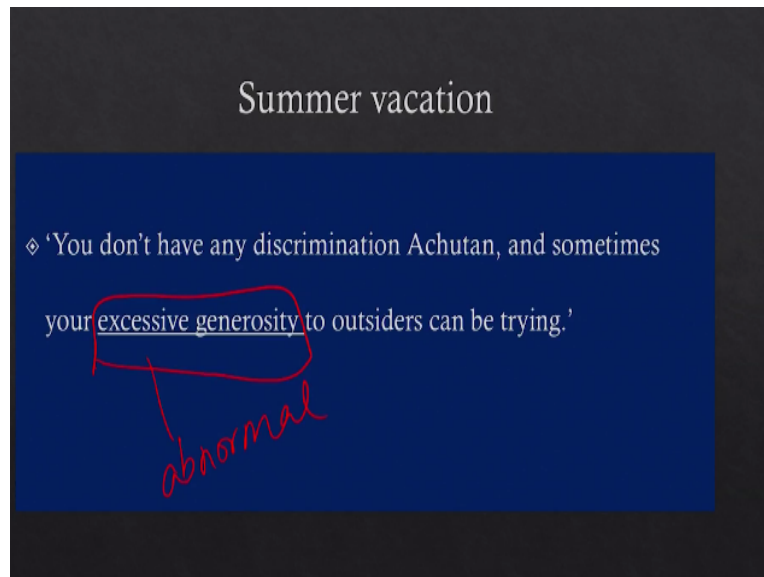 Summer vacation
‘You don’t have any discrimination Achutan, and sometimes
your excessive generosity to outsiders can be trying.’
abnormal